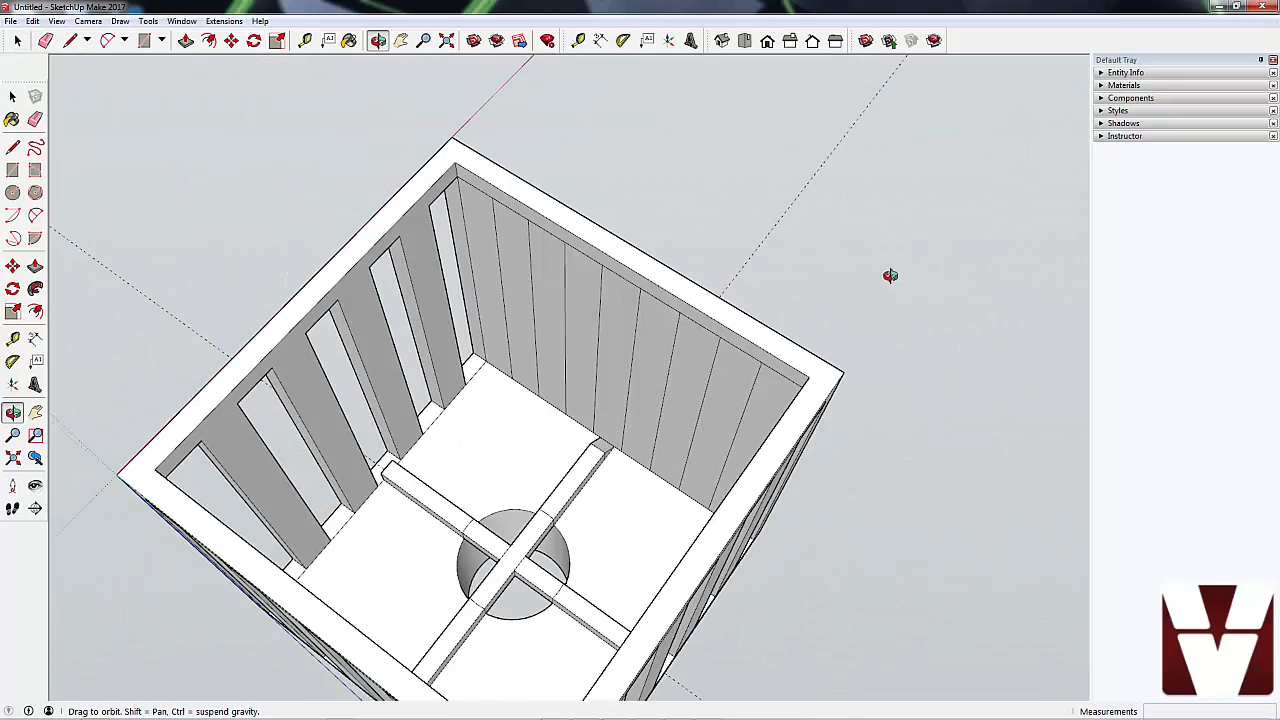 Untitled - SketchUp Make 2017
File Edit View Camera Draw Tools Window Extensions Help
Default Tray
Entity Info
Materials
Components
Styles
Shadows
Instructor
Drag to orbit. Shift = Pan, Ctrl = suspend gravity.
Measurements